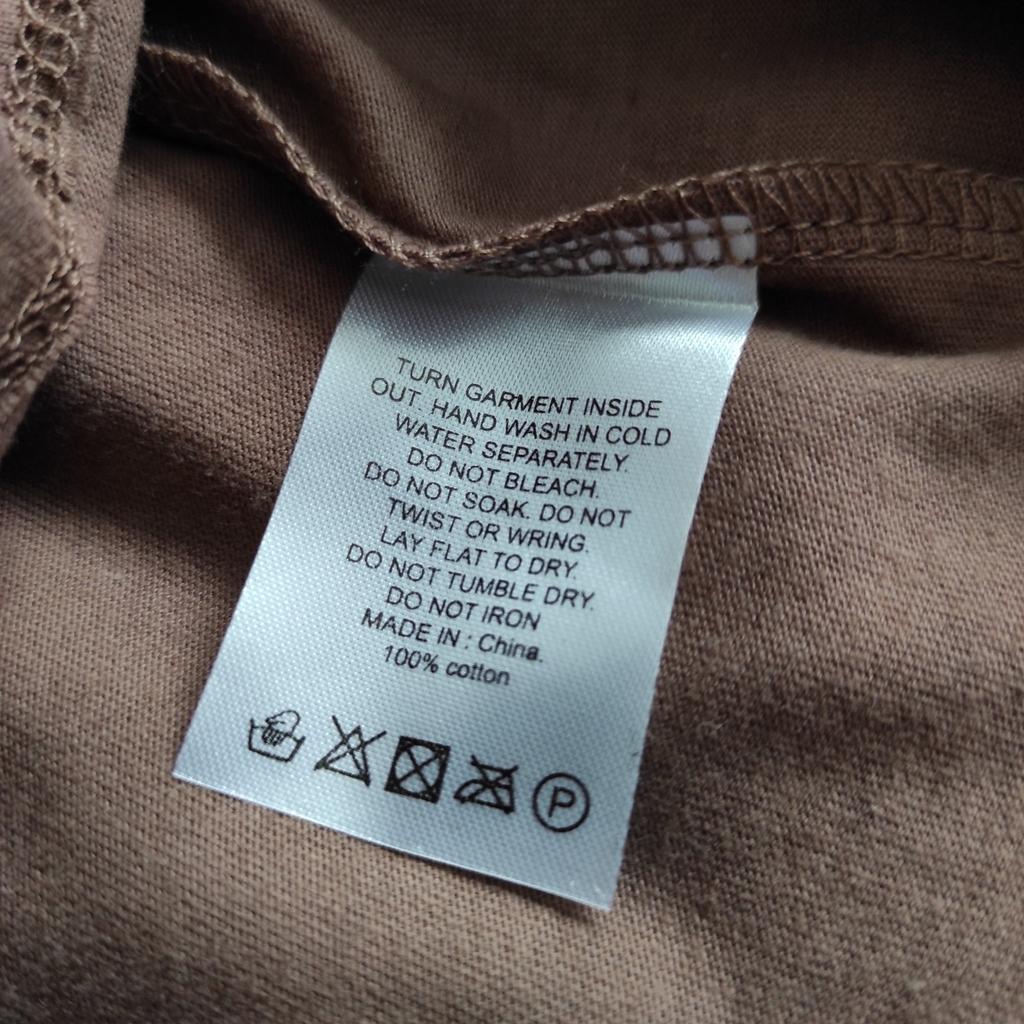 TURN GARMENT INSIDE
OUT. HAND WASH IN COLD
WATER SEPARATELY.
DO NOT BLEACH.
DO NOT SOAK. DO NOT
TWIST OR WRING.
LAY FLAT TO DRY.
DO NOT TUMBLE DRY.
DO NOT IRON
MADE IN : China.
100% cotton
P